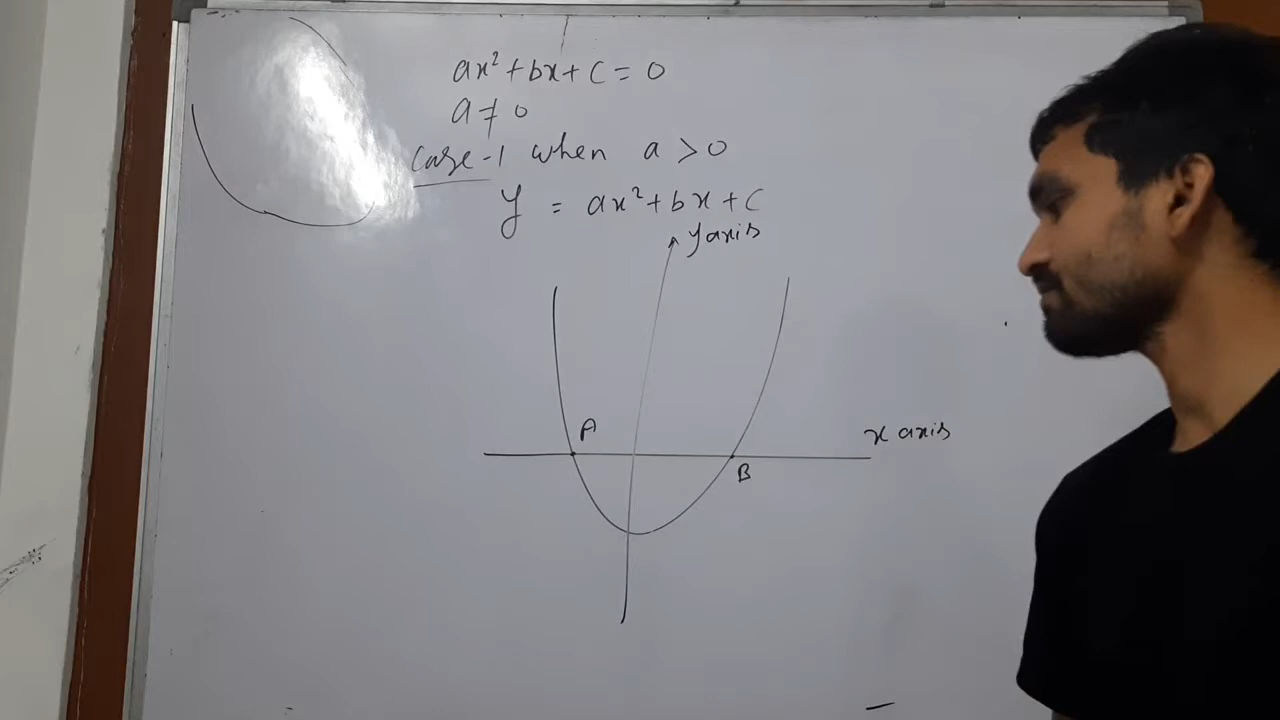 ax² + bx + c = 0
a ≠ 0
Case-1 when a > 0
y = ax² + bx + c
y axis
A
x axis
B